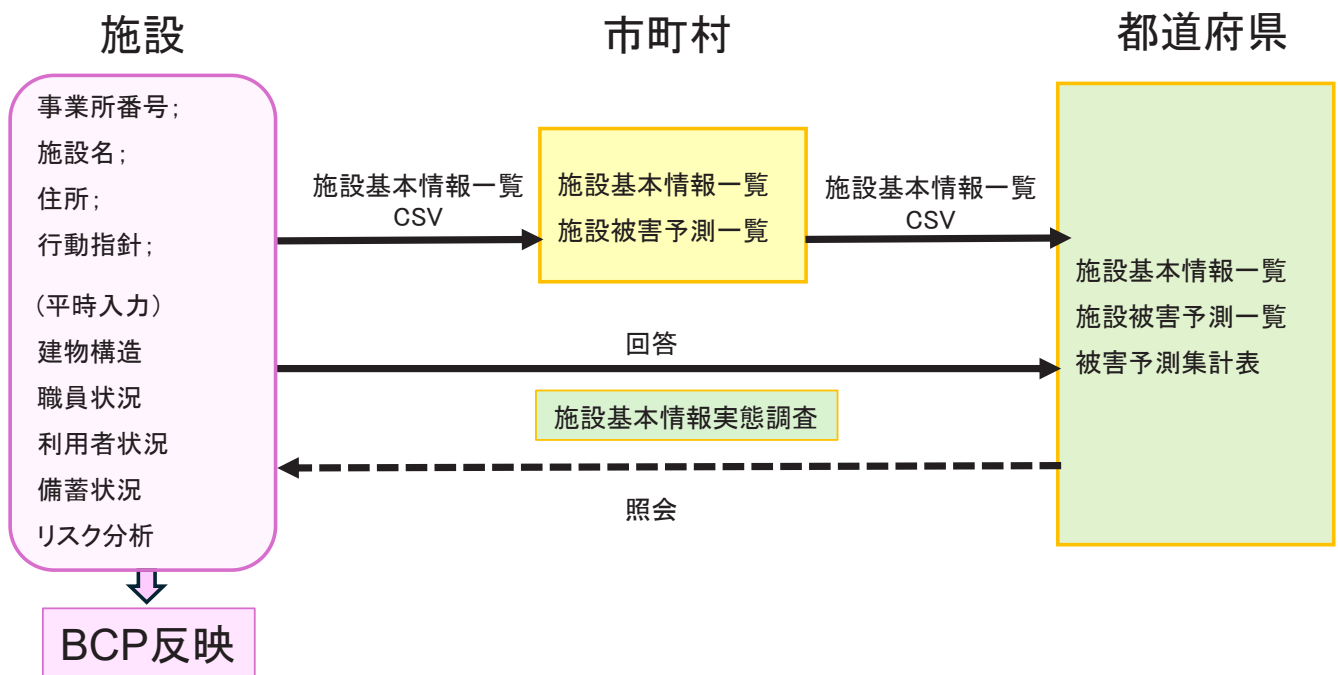 施設
市町村
都道府県
事業所番号;
施設名;
住所;
行動指針;
(平時入力)
建物構造
職員状況
利用者状況
備蓄状況
リスク分析
BCP反映
施設基本情報一覧
CSV
施設基本情報一覧
施設被害予測一覧
施設基本情報一覧
CSV
回答
施設基本情報実態調査
照会
施設基本情報一覧
施設被害予測一覧
被害予測集計表